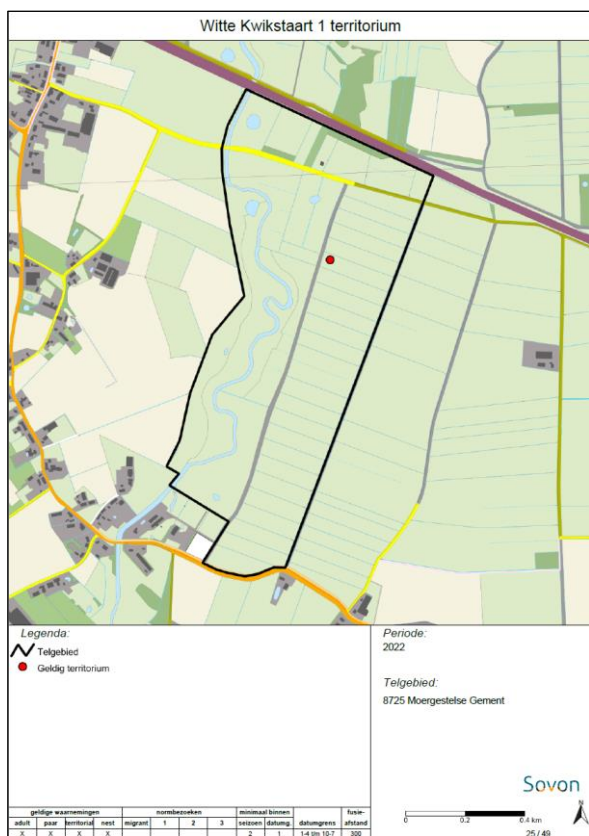 Witte Kwikstaart 1 territorium
Legenda:
Telgebied
Geldig territorium
Periode:
2022
Telgebied:
8725 Moergestelse Gement
Sovon
0 0.2 0.4 km
geldige waarnemingen normbezoeken minimaal binnen fusie-
adult paar territorial nest migrant 1 2 3 seizoen datumg. datumgrens afstand
X X X X 2 1 1-4 t/m 10-7 300
25 / 49